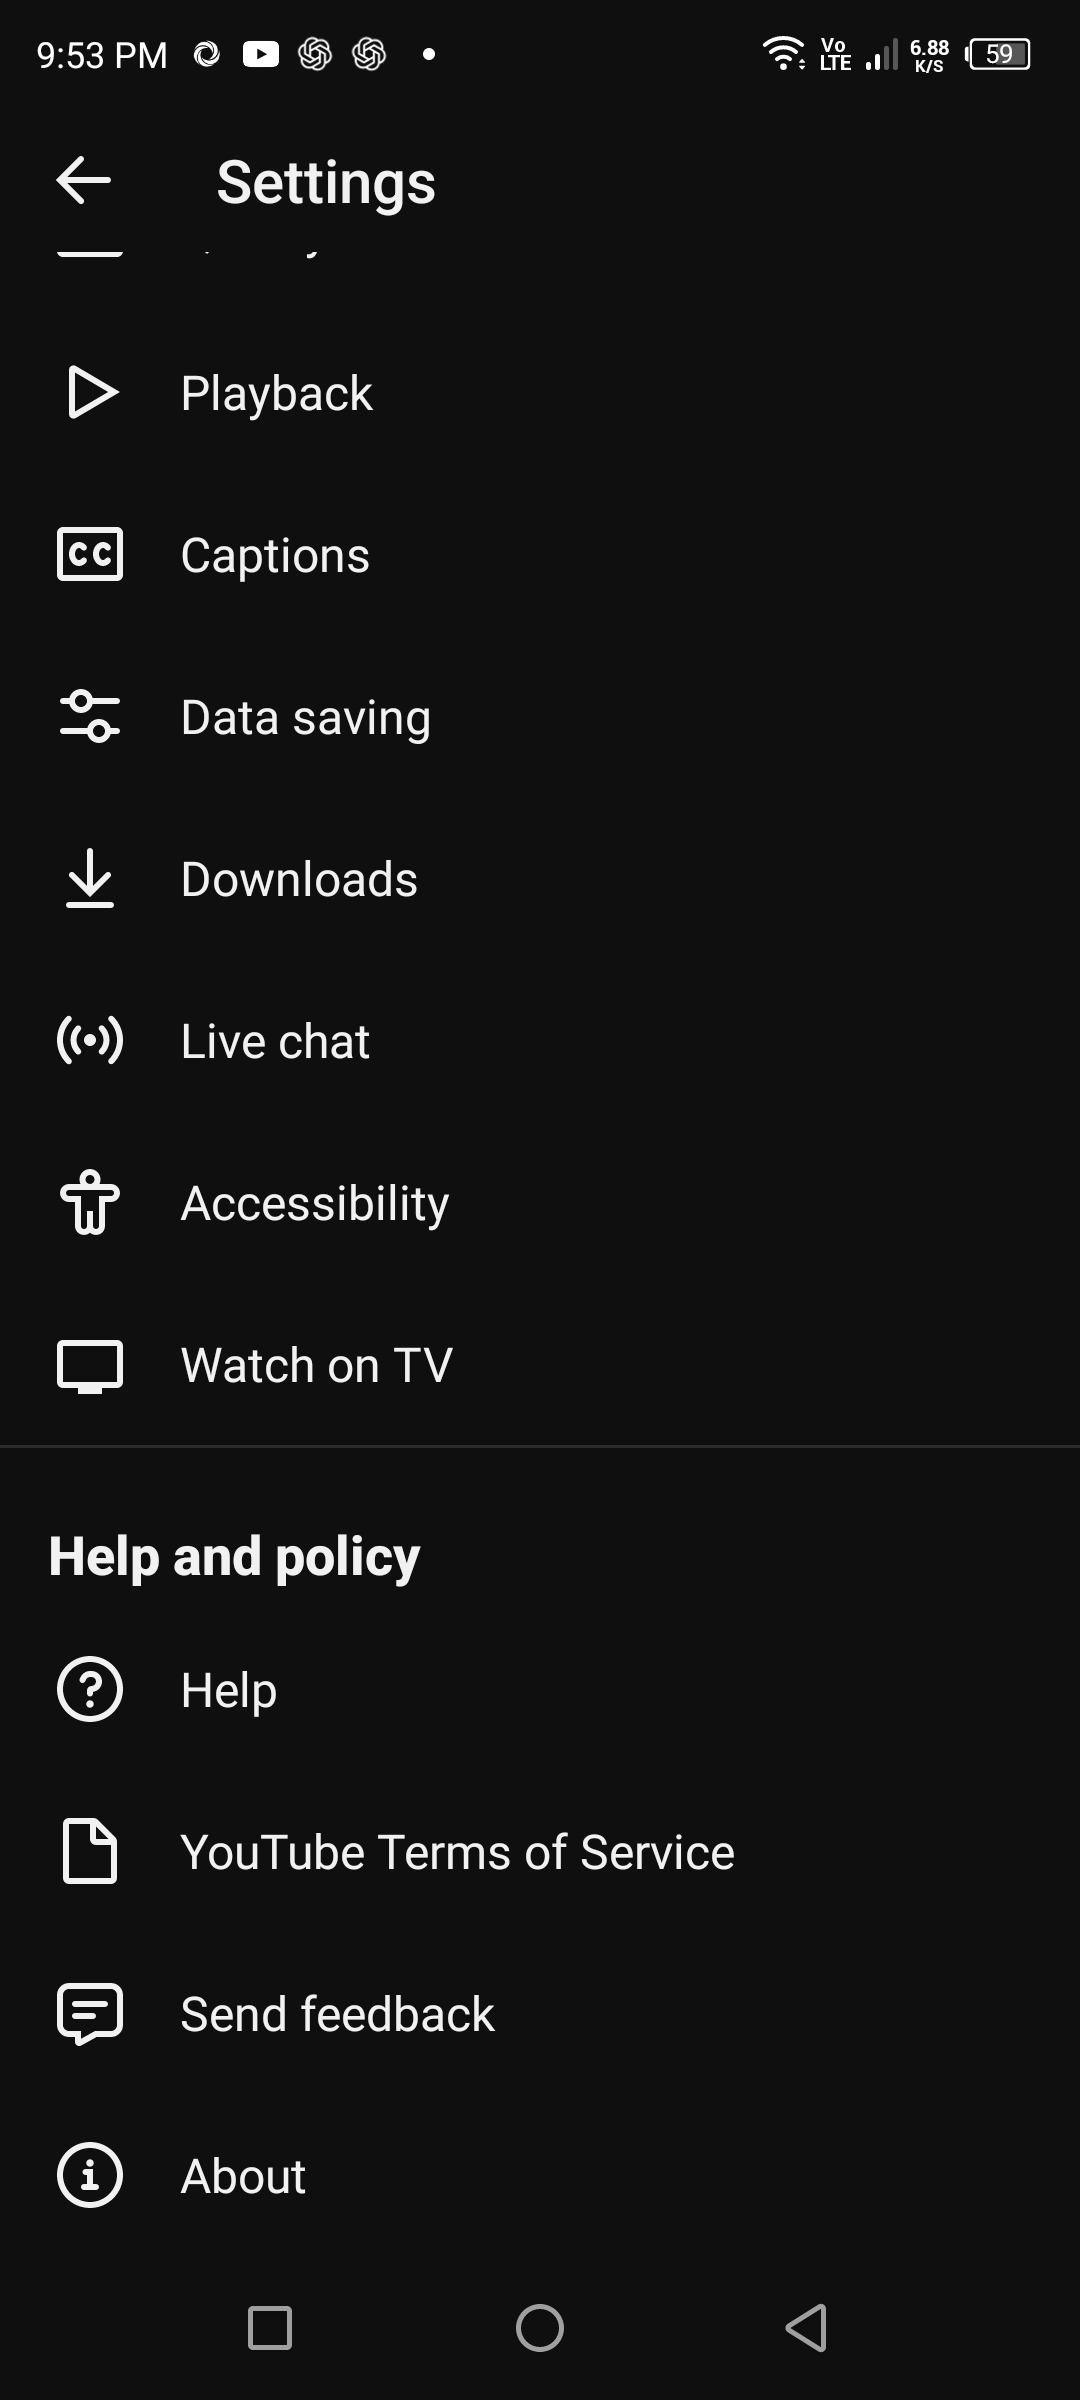 9:53 PM
Vo
LTE
6.88
K/S
59
Settings
Playback
CC
Captions
Data saving
Downloads
Live chat
Accessibility
Watch on TV
Help and policy
Help
YouTube Terms of Service
Send feedback
About